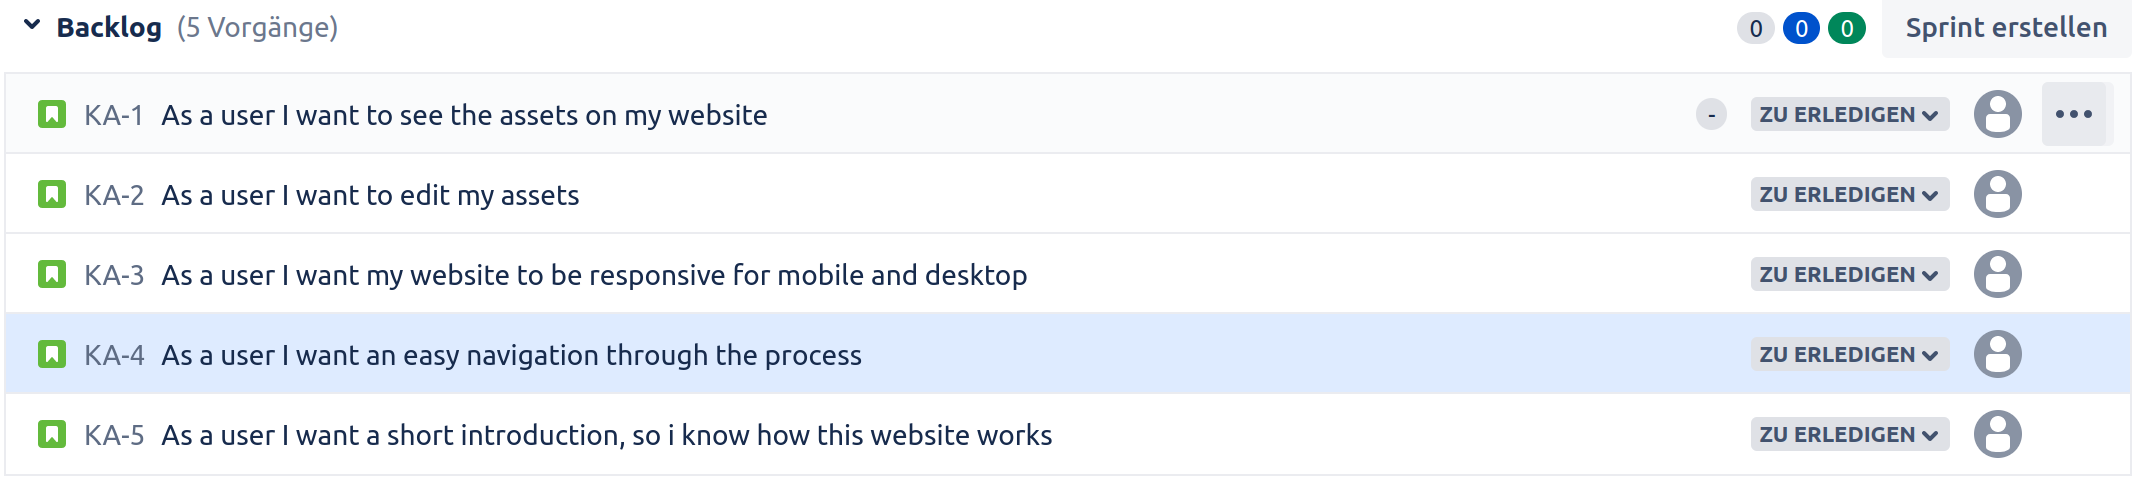 Backlog (5 Vorgänge) 0 0 0 Sprint erstellen
KA-1 As a user I want to see the assets on my website - ZU ERLEDIGEN
KA-2 As a user I want to edit my assets ZU ERLEDIGEN
KA-3 As a user I want my website to be responsive for mobile and desktop ZU ERLEDIGEN
KA-4 As a user I want an easy navigation through the process ZU ERLEDIGEN
KA-5 As a user I want a short introduction, so i know how this website works ZU ERLEDIGEN